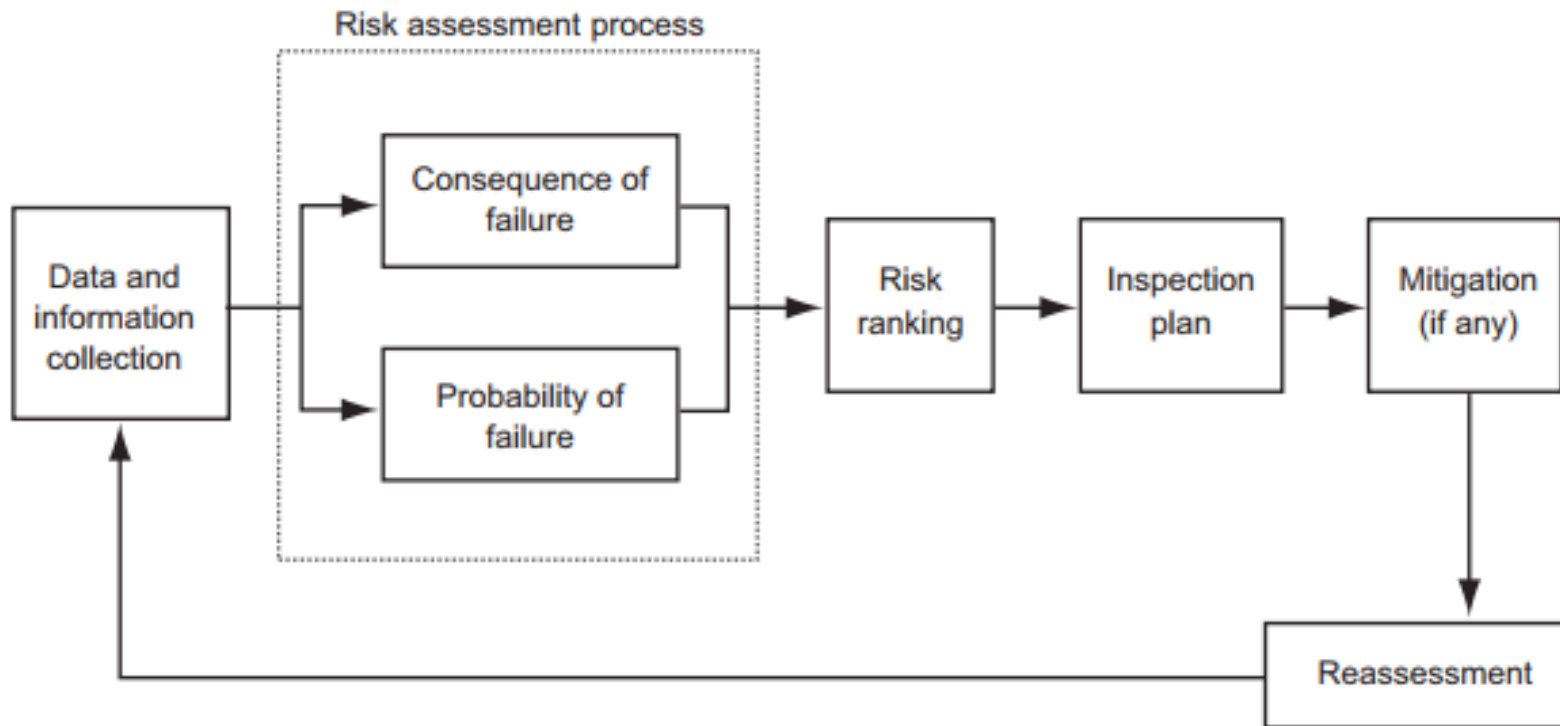 Risk assessment process
Consequence of
failure
Data and
information
collection
Probability of
failure
Risk
ranking
Inspection
plan
Mitigation
(if any)
Reassessment